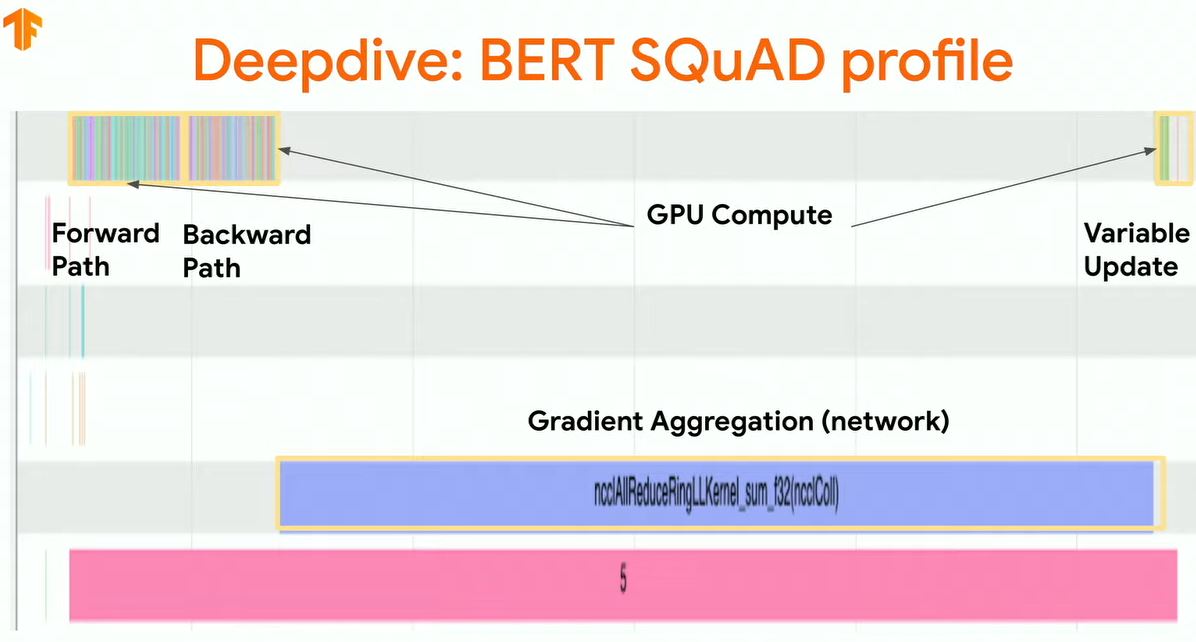 Deepdive: BERT SQuAD profile
GPU Compute
Forward
Path
Backward
Path
Variable
Update
Gradient Aggregation (network)
ncclAllReduceRingLLKernel_sum_f32(ncclColl)
5